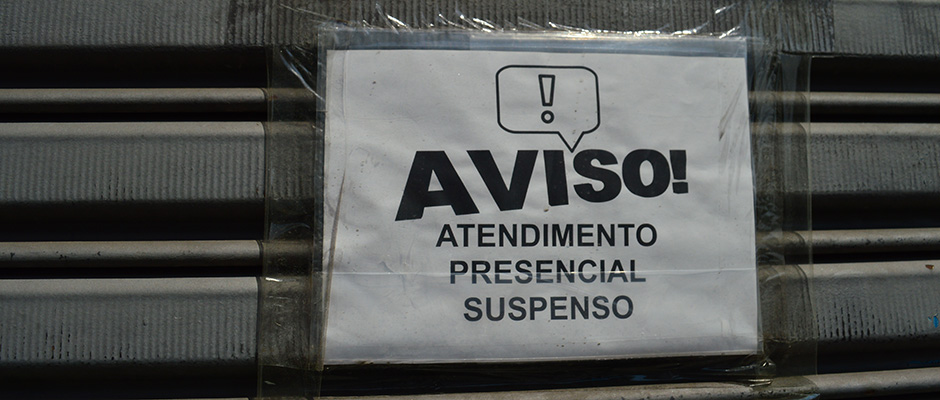 AVISO!
ATENDIMENTO
PRESENCIAL
SUSPENSO